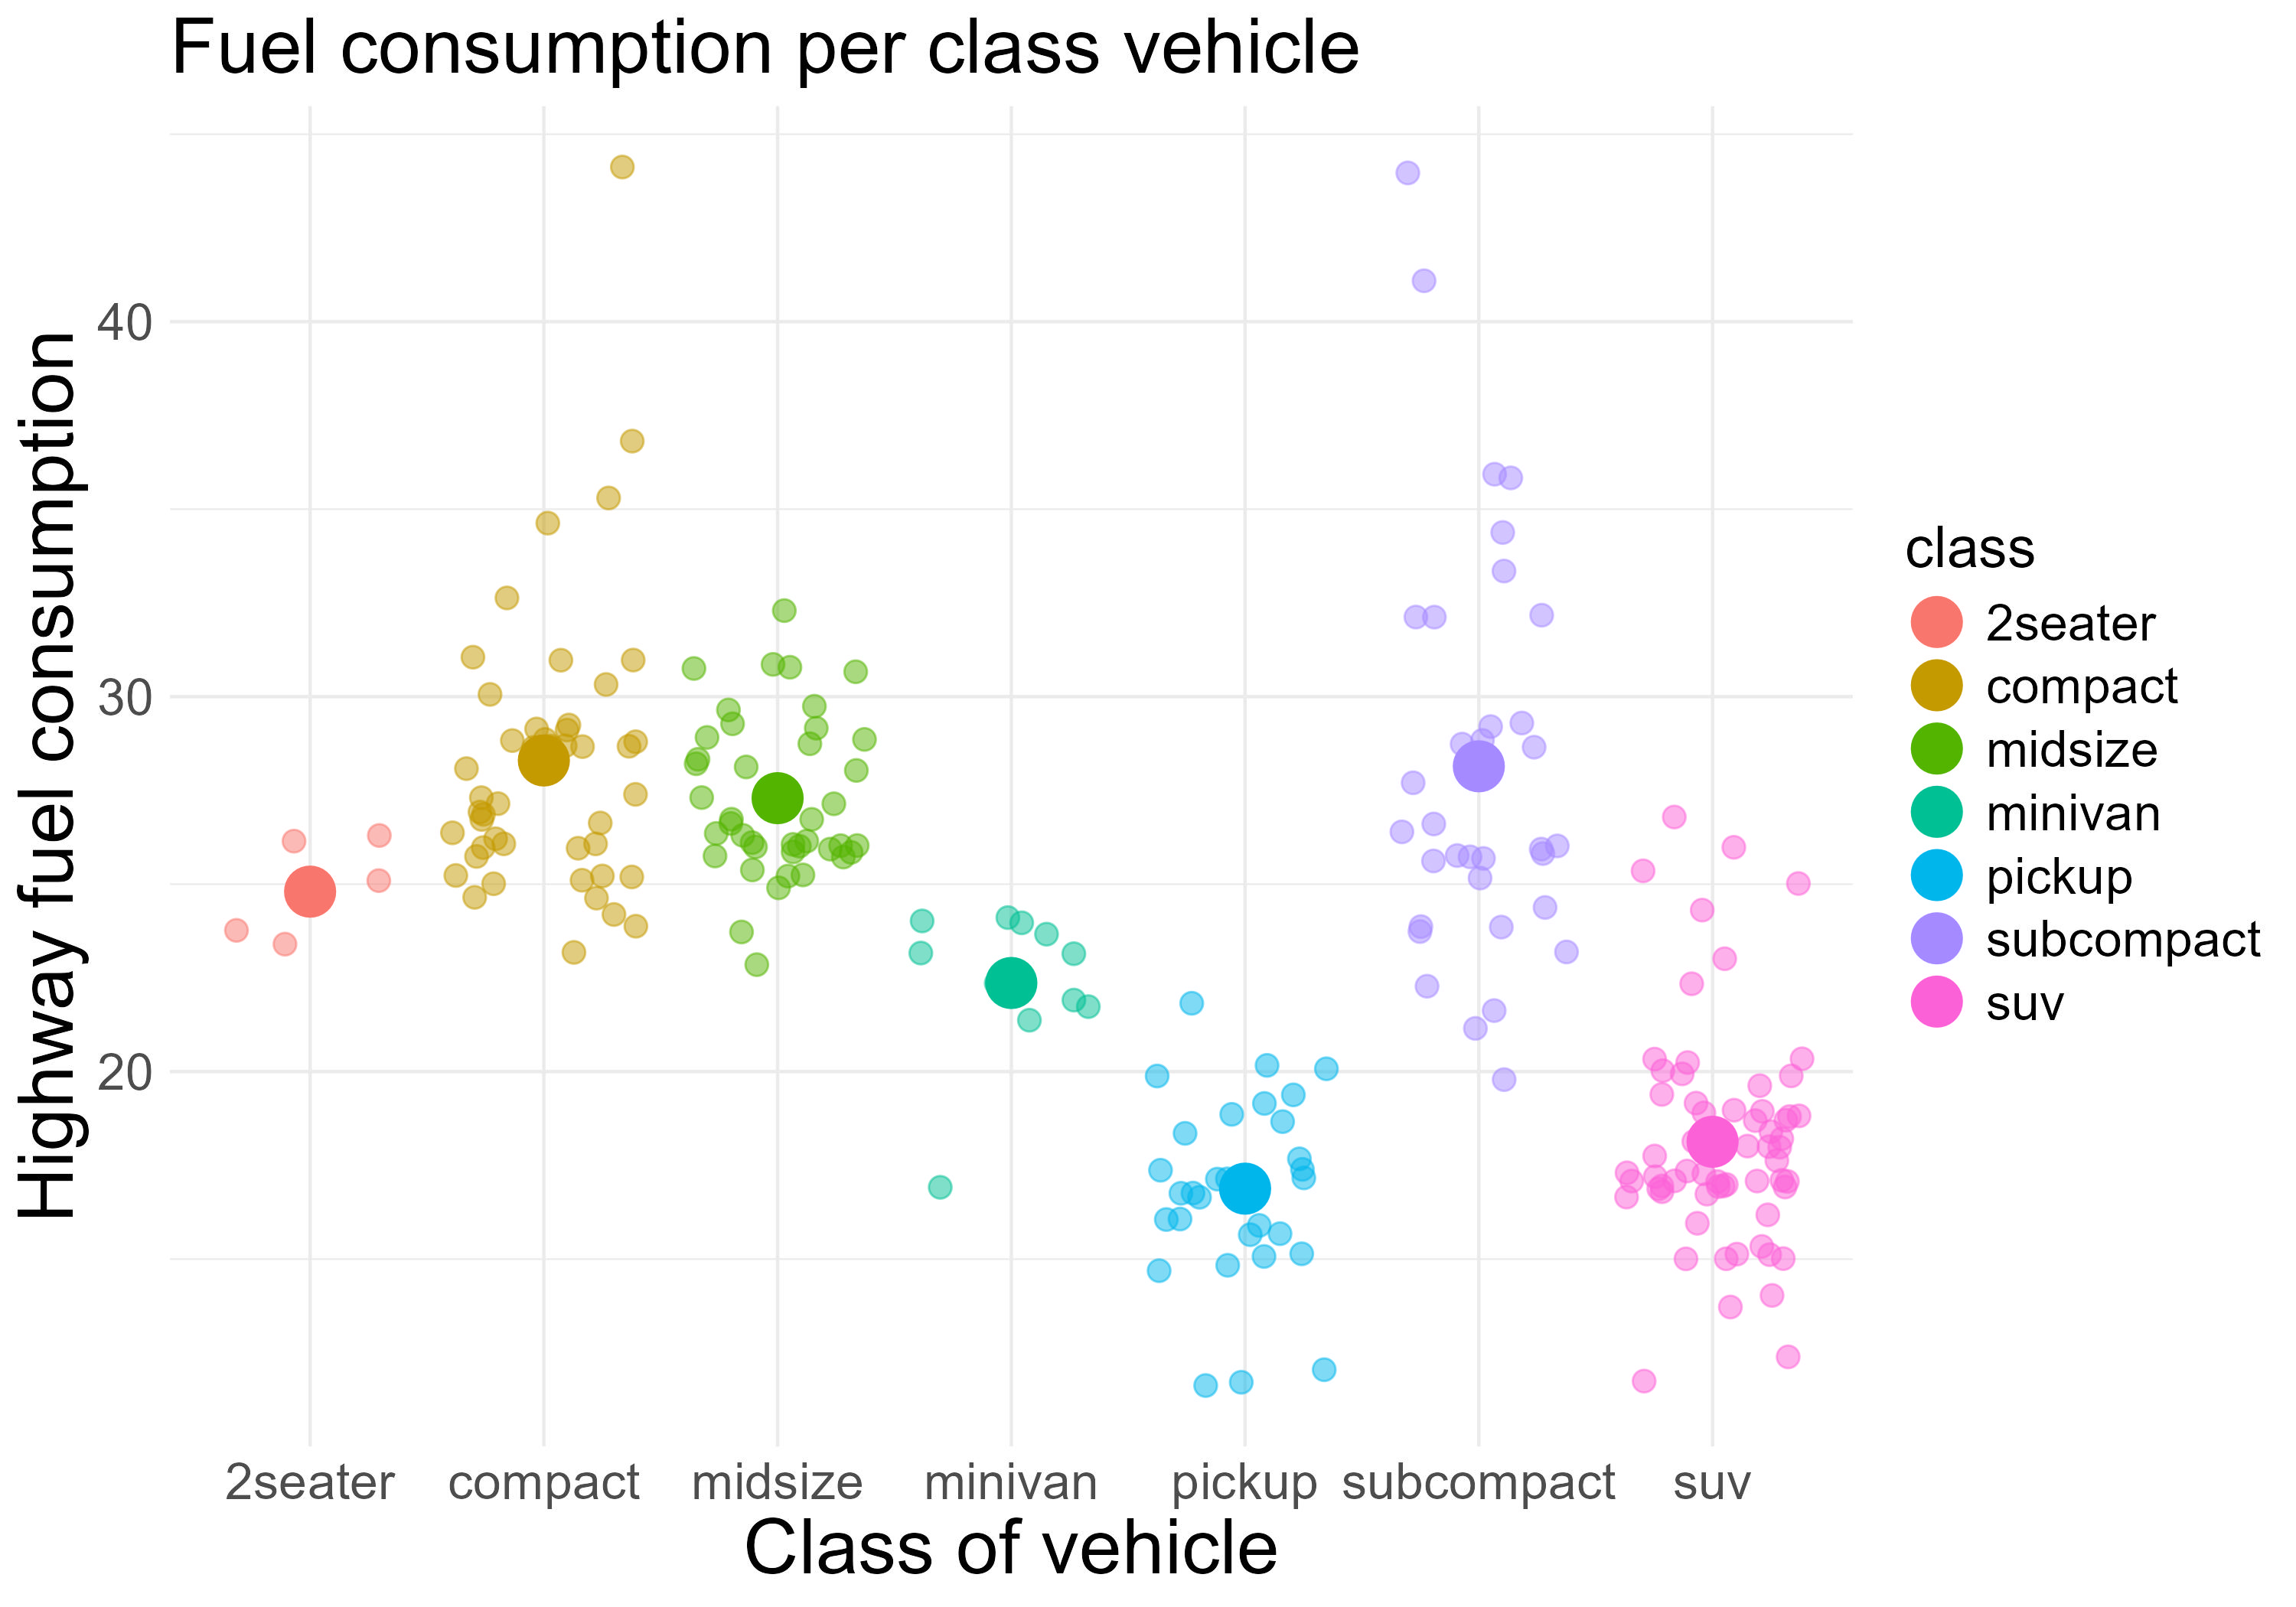 Fuel consumption per class vehicle
Highway fuel consumption
40
30
20
2seater compact midsize minivan pickup subcompact suv
Class of vehicle
class
2seater
compact
midsize
minivan
pickup
subcompact
suv